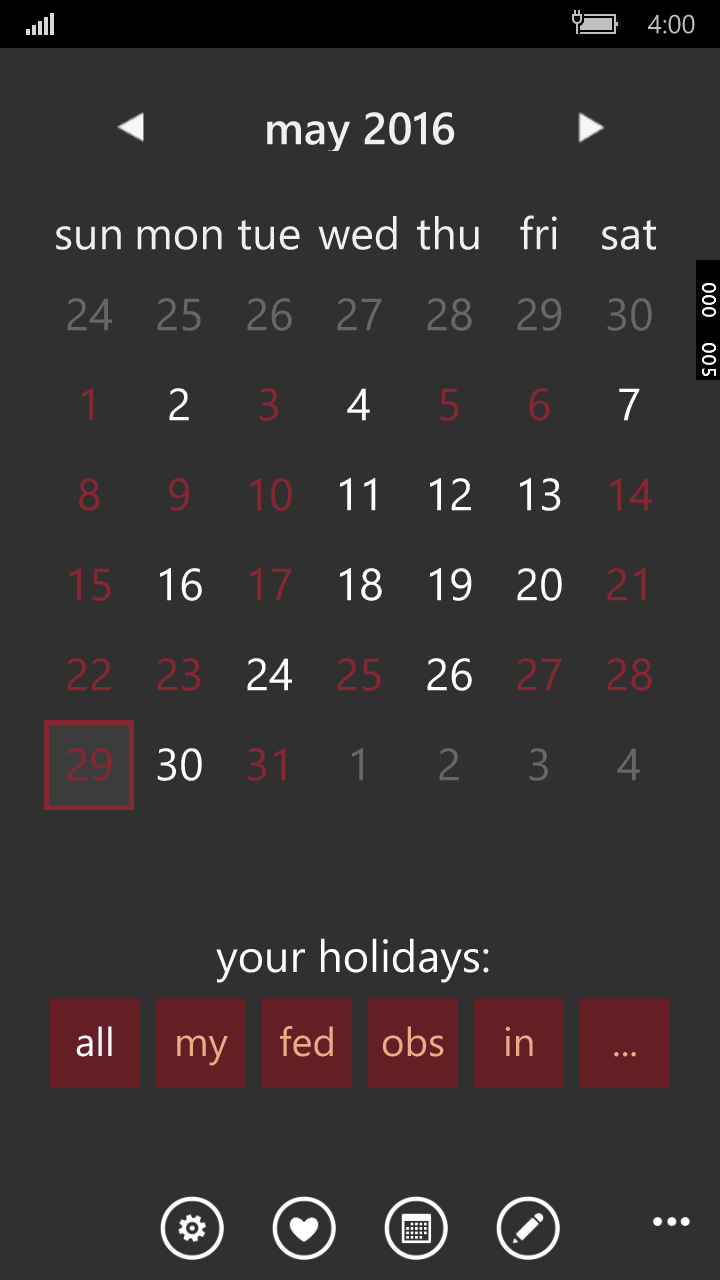 4:00
may 2016
sun mon tue wed thu fri sat
24 25 26 27 28 29 30
1 2 3 4 5 6 7
8 9 10 11 12 13 14
15 16 17 18 19 20 21
22 23 24 25 26 27 28
29 30 31 1 2 3 4
000 005
your holidays:
all my fed obs in ...